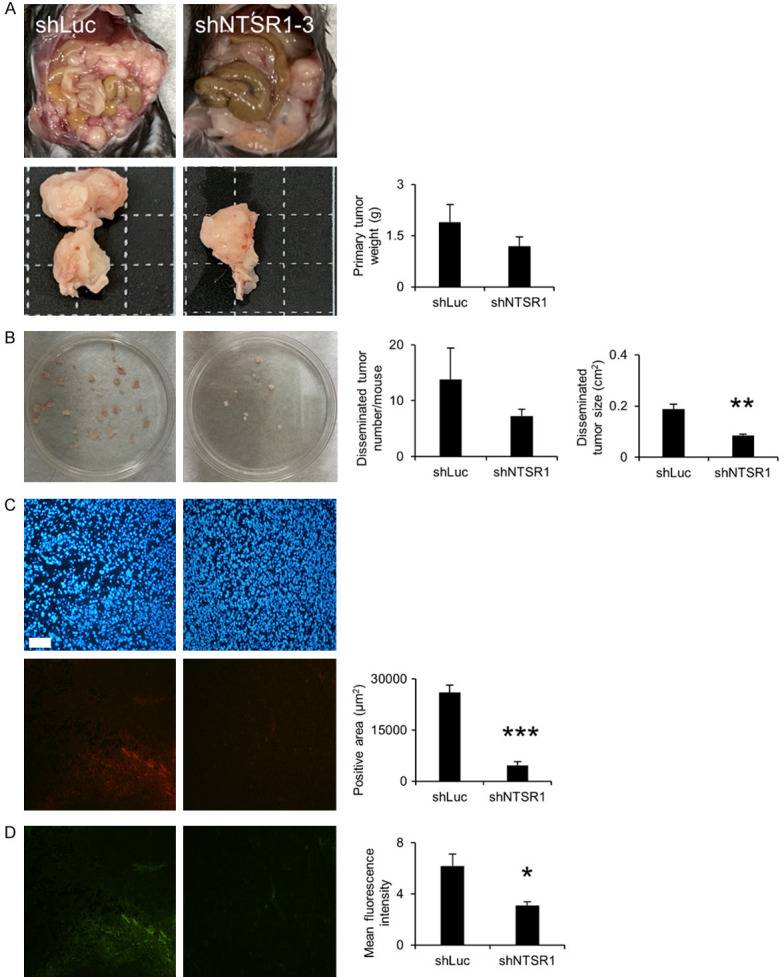 A
shLuc
shNTSR1-3
Primary tumor
weight (g)
3
1.5
0
shLuc
shNTSR1
B
Disseminated tumor
number/mouse
20
10
0
shLuc
shNTSR1
Disseminated
tumor size (cm²)
0.4
0.2
0
**
shLuc
shNTSR1
C
Positive area (µm²)
30000
15000
0
***
shLuc
shNTSR1
D
Mean fluorescence
intensity
8
4
0
*
shLuc
shNTSR1